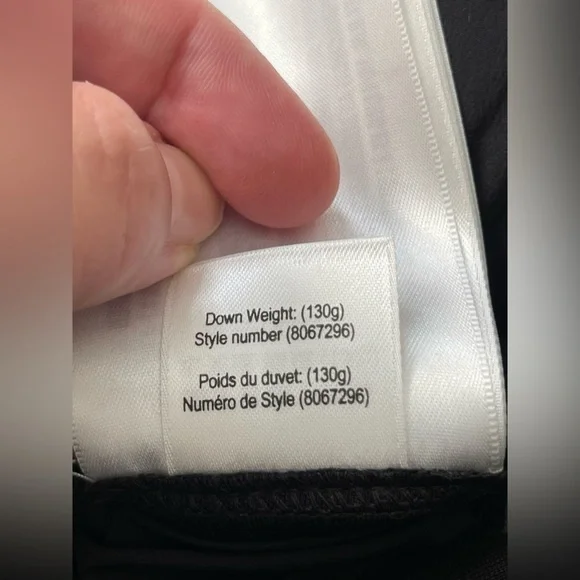 Down Weight: (130g)
Style number (8067296)
Poids du duvet: (130g)
Numéro de Style (8067296)